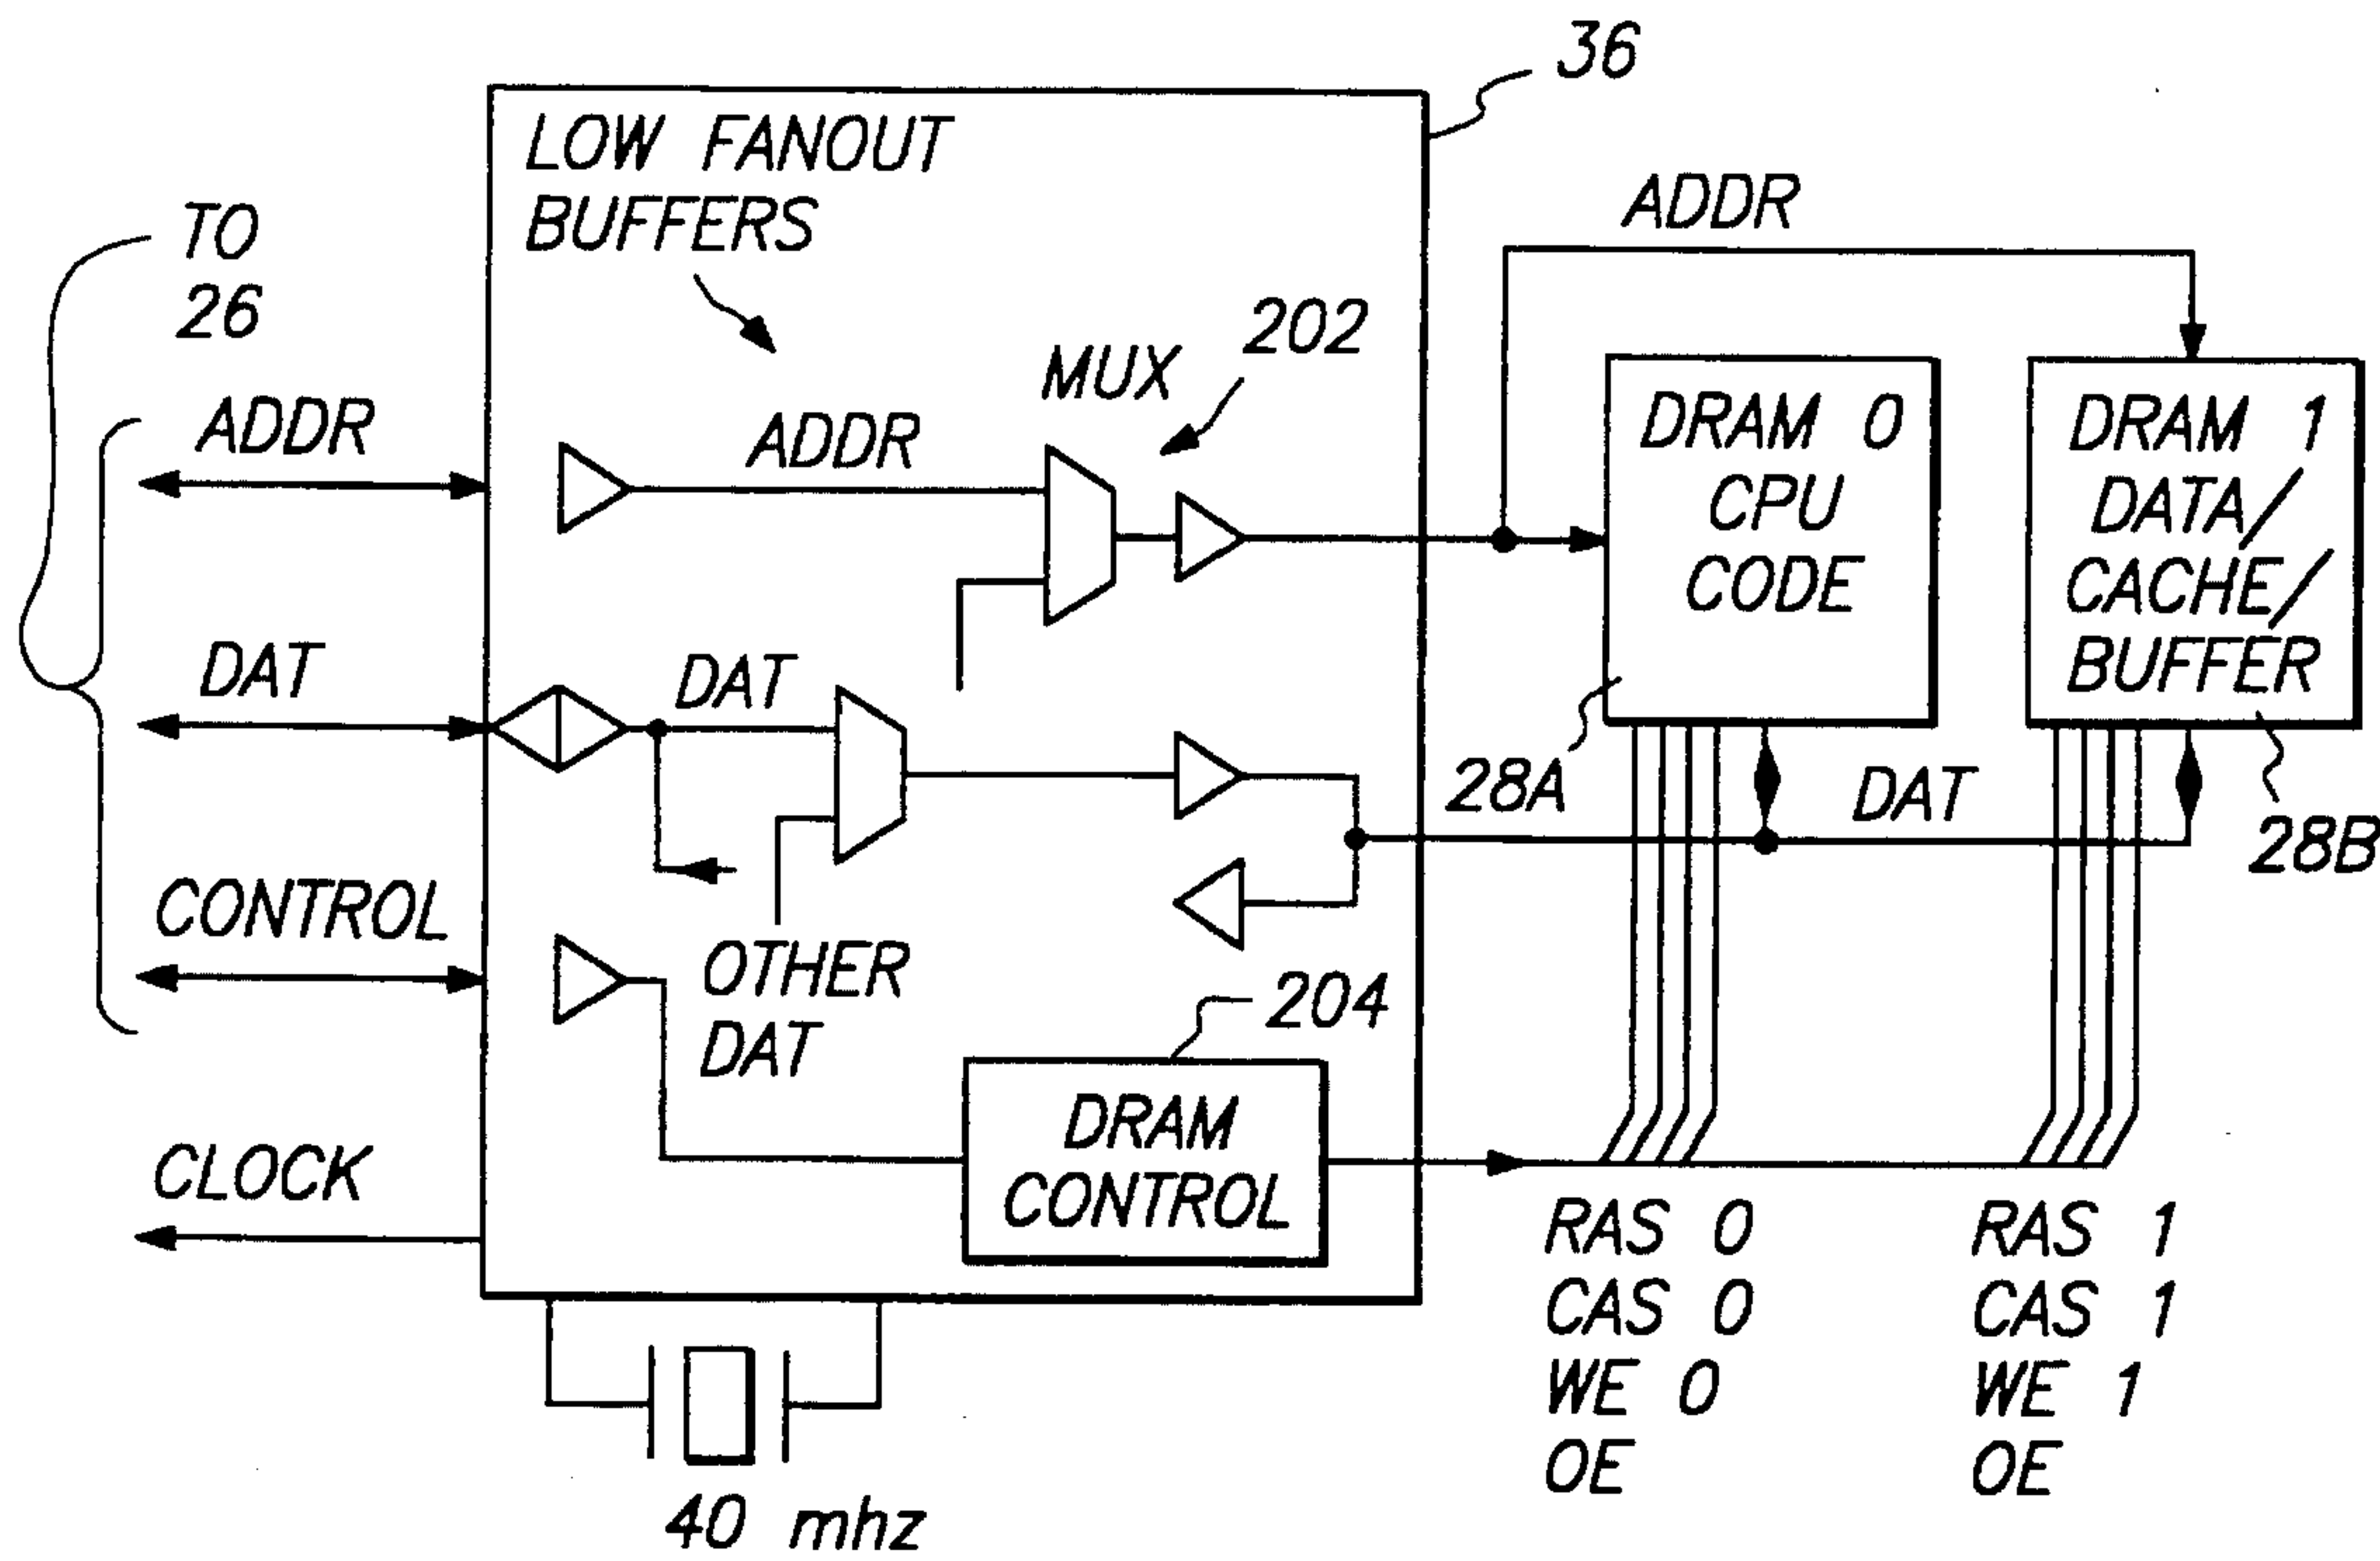 36
LOW FANOUT
BUFFERS
TO
26
ADDR
202
MUX
ADDR
ADDR
DRAM 0
CPU
CODE
DRAM 1
DATA/
CACHE/
BUFFER
DAT
DAT
28A
DAT
28B
CONTROL
OTHER
DAT
204
DRAM
CONTROL
CLOCK
RAS 0
CAS 0
WE 0
OE
RAS 1
CAS 1
WE 1
OE
40 mhz